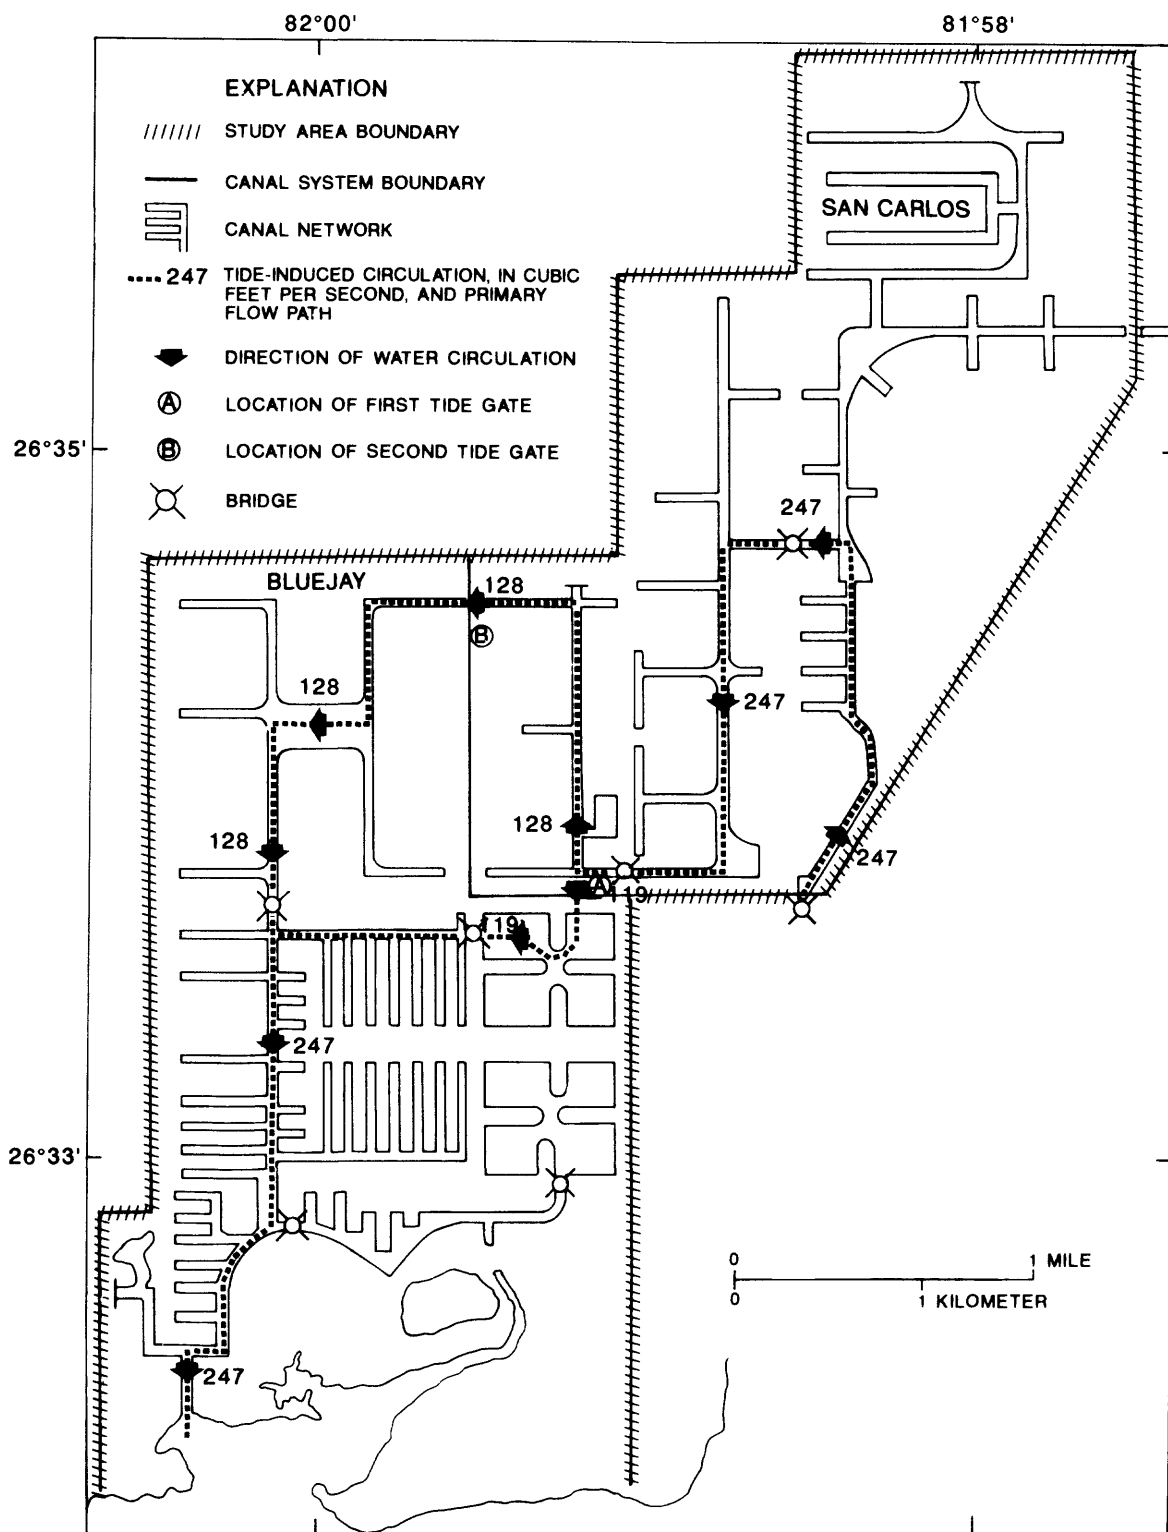 82°00'
81°58'
EXPLANATION
STUDY AREA BOUNDARY
CANAL SYSTEM BOUNDARY
CANAL NETWORK
247 TIDE-INDUCED CIRCULATION, IN CUBIC
FEET PER SECOND, AND PRIMARY
FLOW PATH
DIRECTION OF WATER CIRCULATION
A LOCATION OF FIRST TIDE GATE
B LOCATION OF SECOND TIDE GATE
BRIDGE
SAN CARLOS
26°35'
247
BLUEJAY
128
B
128
247
128
128
247
A
119
119
247
26°33'
0
1 MILE
0
1 KILOMETER
247